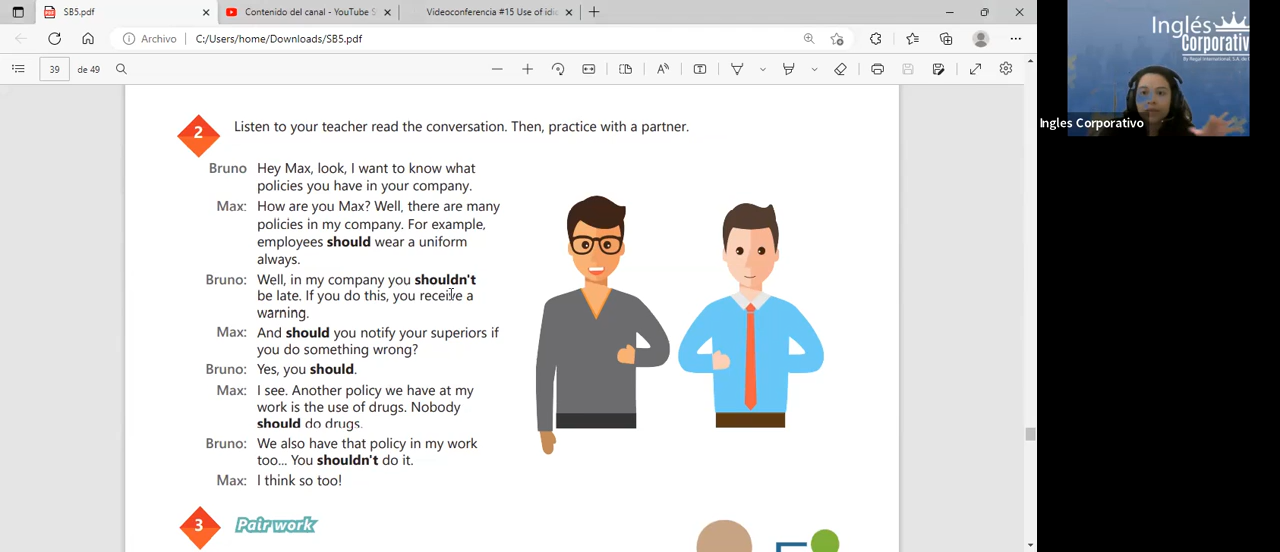 SB5.pdf
Contenido del canal - YouTube S
Videoconferencia #15 Use of idi
Archivo
C:/Users/home/Downloads/SB5.pdf
39
de 49
2
Listen to your teacher read the conversation. Then, practice with a partner.
Bruno Hey Max, look, I want to know what
policies you have in your company.
Max: How are you Max? Well, there are many
policies in my company. For example,
employees should wear a uniform
always.
Bruno: Well, in my company you shouldn't
be late. If you do this, you receive a
warning.
Max: And should you notify your superiors if
you do something wrong?
Bruno: Yes, you should.
Max: I see. Another policy we have at my
work is the use of drugs. Nobody
should do drugs.
Bruno: We also have that policy in my work
too... You shouldn't do it.
Max: I think so too!
3
Pair work
Inglés
Corporativ
Ingles Corporativo